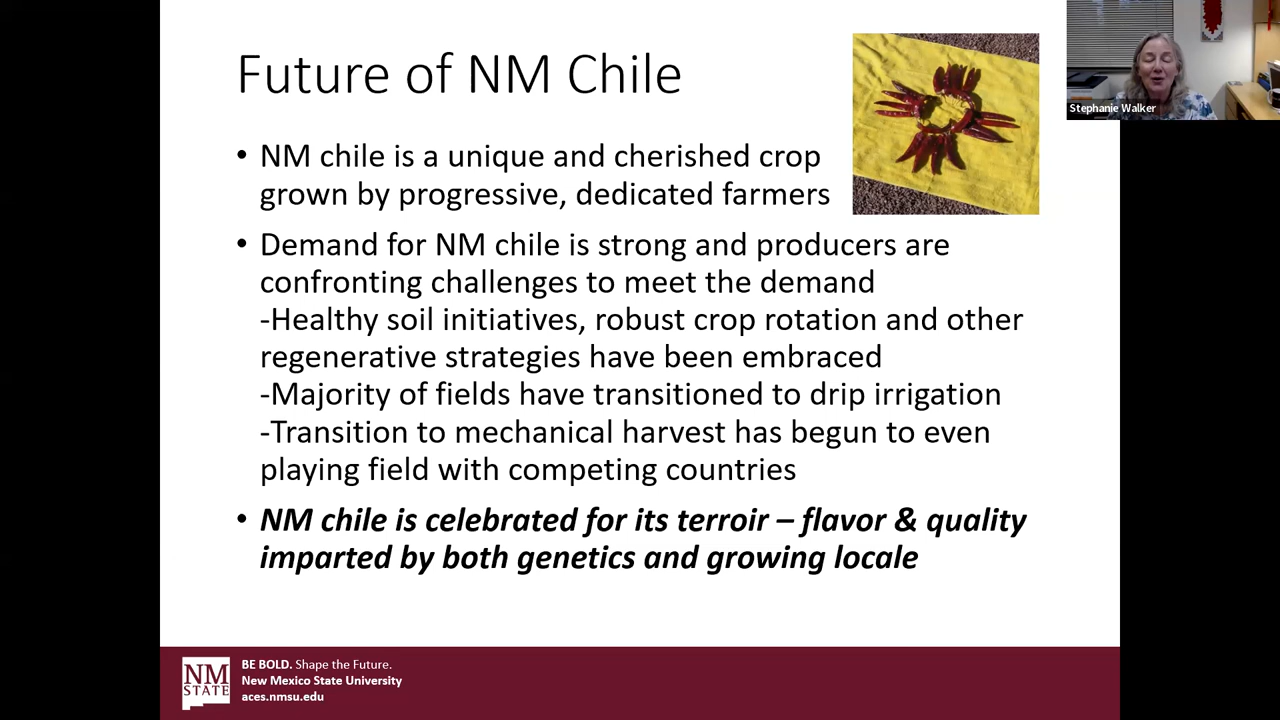 Future of NM Chile
• NM chile is a unique and cherished crop
grown by progressive, dedicated farmers
• Demand for NM chile is strong and producers are
confronting challenges to meet the demand
-Healthy soil initiatives, robust crop rotation and other
regenerative strategies have been embraced
-Majority of fields have transitioned to drip irrigation
-Transition to mechanical harvest has begun to even
playing field with competing countries
• NM chile is celebrated for its terroir – flavor & quality
imparted by both genetics and growing locale
Stephanie Walker
NM
STATE
BE BOLD. Shape the Future.
New Mexico State University
aces.nmsu.edu